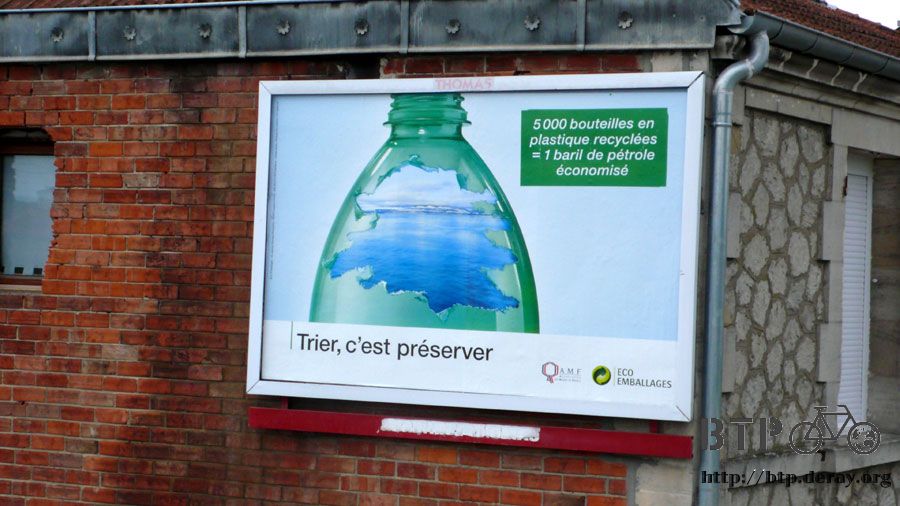 THOMAS
5 000 bouteilles en
plastique recyclées
= 1 baril de pétrole
économisé
Trier, c'est préserver
A.M.F
ECO
EMBALLAGES
BTP
http://btp.deray.org